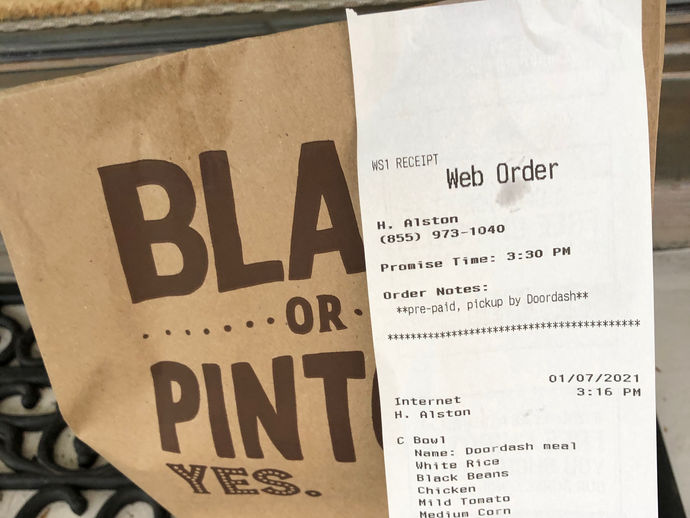 BLA
OR
PINTO
YES.
WS1 RECEIPT
Web Order
H. Alston
(855) 973-1040
Promise Time: 3:30 PM
Order Notes:
**pre-paid, pickup by Doordash**
****************************************
01/07/2021
Internet 3:16 PM
H. Alston
C Bowl
Name: Doordash meal
White Rice
Black Beans
Chicken
Mild Tomato
Medium Corn